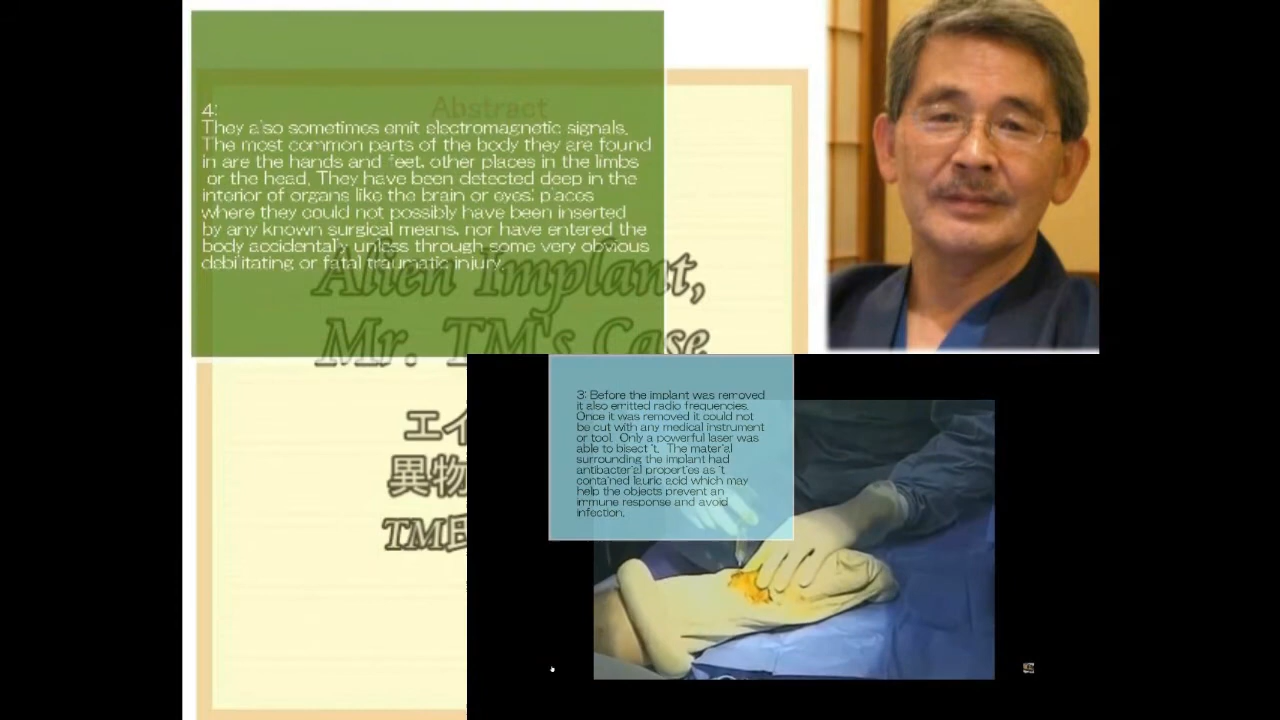 Abstract
4:
They also sometimes emit electromagnetic signals.
The most common parts of the body they are found
in are the hands and feet, other places in the limbs
or the head. They have been detected deep in the
interior of organs like the brain or eyes; places
where they could not possibly have been inserted
by any known surgical means, nor have entered the
body accidentally unless through some very obvious
debilitating or fatal traumatic injury.
Alien Implant,
Mr. TM's Case
エイ
異物
TM氏
3: Before the implant was removed
it also emitted radio frequencies.
Once it was removed it could not
be cut with any medical instrument
or tool. Only a powerful laser was
able to bisect it. The material
surrounding the implant had
antibacterial properties as it
contained lauric acid which may
help the objects prevent an
immune response and avoid
infection.